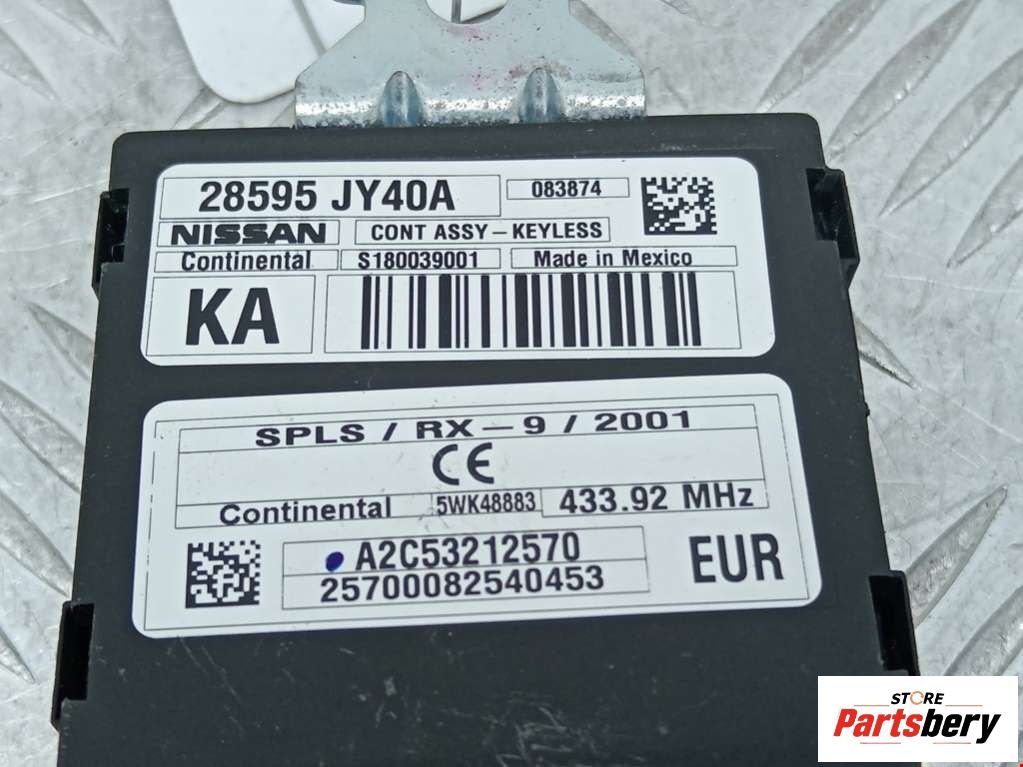 28595 JY40A 083874
NISSAN CONT ASSY-KEYLESS
Continental S180039001 Made in Mexico
KA
SPLS / RX-9 / 2001
CE
Continental 5WK48883 433.92 MHz
A2C53212570
25700082540453
EUR
STORE
Partsbery